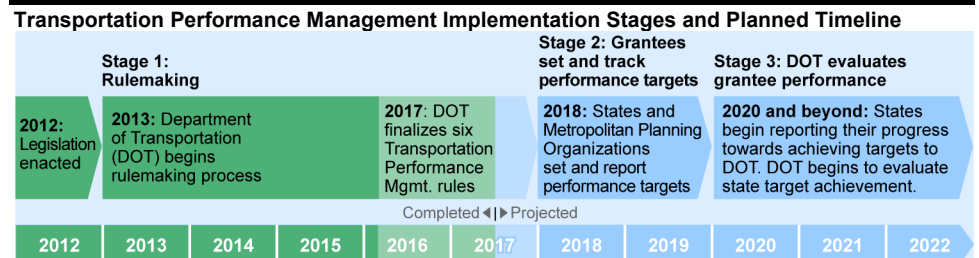 Transportation Performance Management Implementation Stages and Planned Timeline
Stage 1:
Rulemaking
Stage 2: Grantees
set and track
performance targets
Stage 3: DOT evaluates
grantee performance
2012:
Legislation
enacted
2013: Department
of Transportation
(DOT) begins
rulemaking process
2017: DOT
finalizes six
Transportation
Performance
Mgmt. rules
2018: States and
Metropolitan Planning
Organizations
set and report
performance targets
2020 and beyond: States
begin reporting their progress
towards achieving targets to
DOT. DOT begins to evaluate
state target achievement.
Completed ◀|▶ Projected
2012 2013 2014 2015 2016 2017 2018 2019 2020 2021 2022